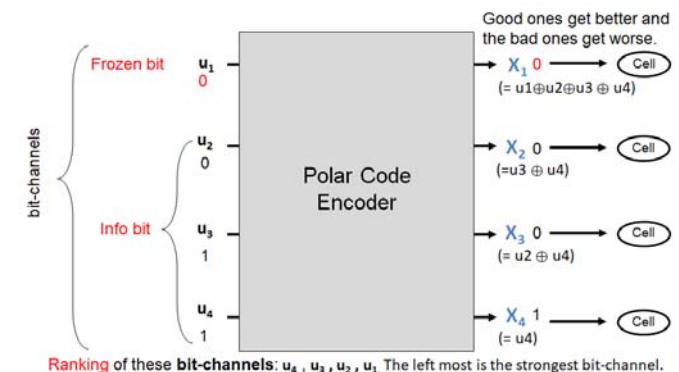 Good ones get better and
the bad ones get worse.
Frozen bit u₁ X₁ 0 Cell
0 (= u1⊕u2⊕u3 ⊕ u4)
u₂ X₂ 0 Cell
0 (=u3 ⊕ u4)
bit-channels
Polar Code
Encoder
Info bit u₃ X₃ 0 Cell
1 (= u2 ⊕ u4)
u₄ X₄ 1 Cell
1 (= u4)
Ranking of these bit-channels: u₄ , u₃ , u₂ , u₁. The left most is the strongest bit-channel.